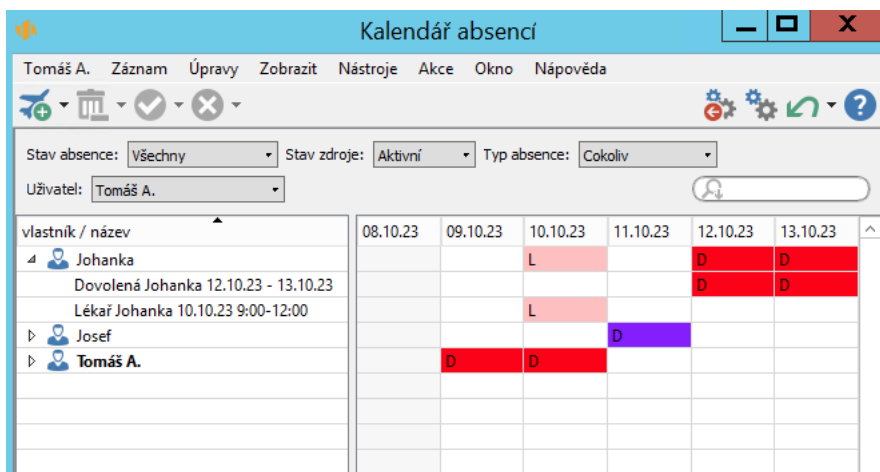 Kalendář absencí
Tomáš A. Záznam Úpravy Zobrazit Nástroje Akce Okno Nápověda
Stav absence: Všechny Stav zdroje: Aktivní Typ absence: Cokoliv
Uživatel: Tomáš A.
vlastník / název 08.10.23 09.10.23 10.10.23 11.10.23 12.10.23 13.10.23
Johanka L D D
Dovolená Johanka 12.10.23 - 13.10.23 D D
Lékař Johanka 10.10.23 9:00-12:00 L
Josef D
Tomáš A. D D